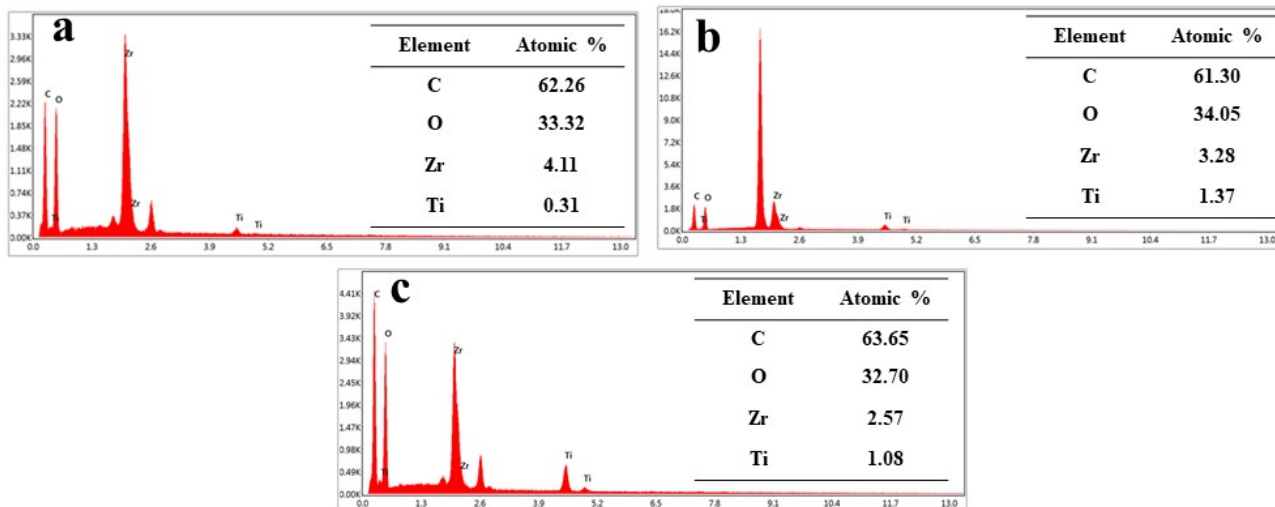 a
3.33K
2.96K
2.59K
2.22K
1.85K
1.48K
1.11K
0.74K
0.37K
0.00K
C
O
Ti
Zr
Zr
Ti
Ti
0.0 1.3 2.6 3.9 5.2 6.5 7.8 9.1 10.4 11.7 13.0
Element Atomic %
C 62.26
O 33.32
Zr 4.11
Ti 0.31
b
18.0K
16.2K
14.4K
12.6K
10.8K
9.0K
7.2K
5.4K
3.6K
1.8K
0.0K
C
O
Ti
Zr
Zr
Ti
Ti
0.0 1.3 2.6 3.9 5.2 6.5 7.8 9.1 10.4 11.7 13.0
Element Atomic %
C 61.30
O 34.05
Zr 3.28
Ti 1.37
c
4.41K
3.92K
3.43K
2.94K
2.45K
1.96K
1.47K
0.98K
0.49K
0.00K
C
O
Ti
Zr
Zr
Ti
Ti
0.0 1.3 2.6 3.9 5.2 6.5 7.8 9.1 10.4 11.7 13.0
Element Atomic %
C 63.65
O 32.70
Zr 2.57
Ti 1.08